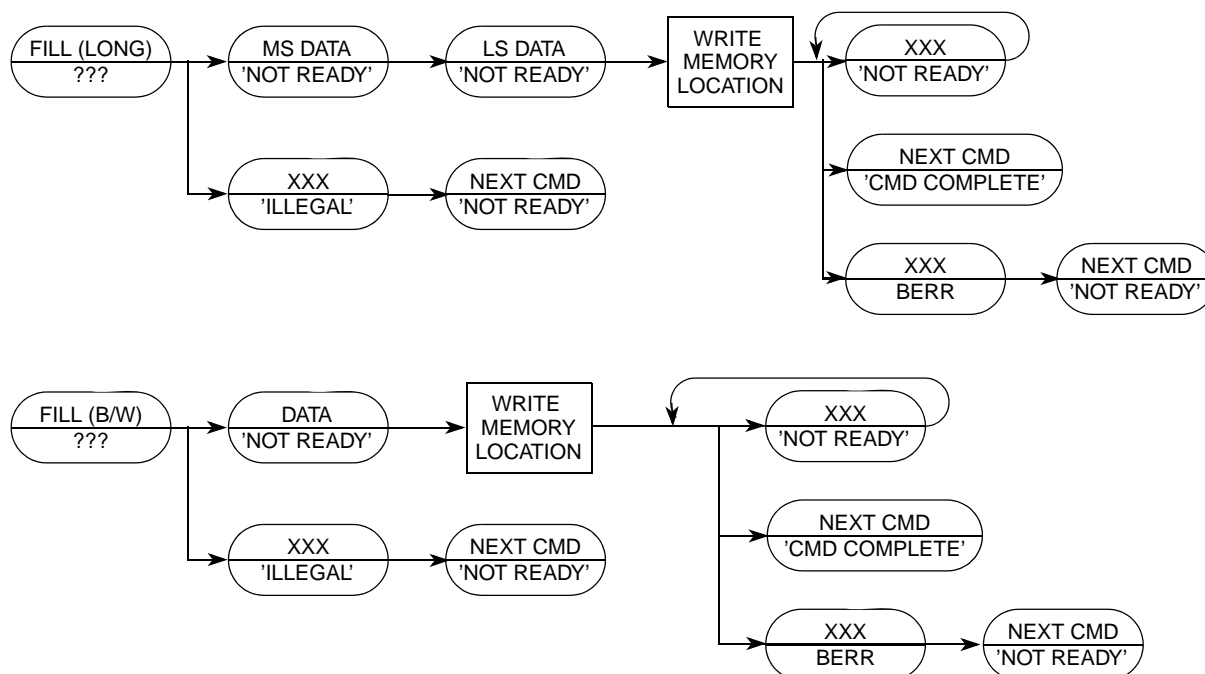 FILL (LONG)
???
MS DATA
'NOT READY'
LS DATA
'NOT READY'
WRITE
MEMORY
LOCATION
XXX
'NOT READY'
XXX
'ILLEGAL'
NEXT CMD
'NOT READY'
NEXT CMD
'CMD COMPLETE'
XXX
BERR
NEXT CMD
'NOT READY'
FILL (B/W)
???
DATA
'NOT READY'
WRITE
MEMORY
LOCATION
XXX
'NOT READY'
XXX
'ILLEGAL'
NEXT CMD
'NOT READY'
NEXT CMD
'CMD COMPLETE'
XXX
BERR
NEXT CMD
'NOT READY'